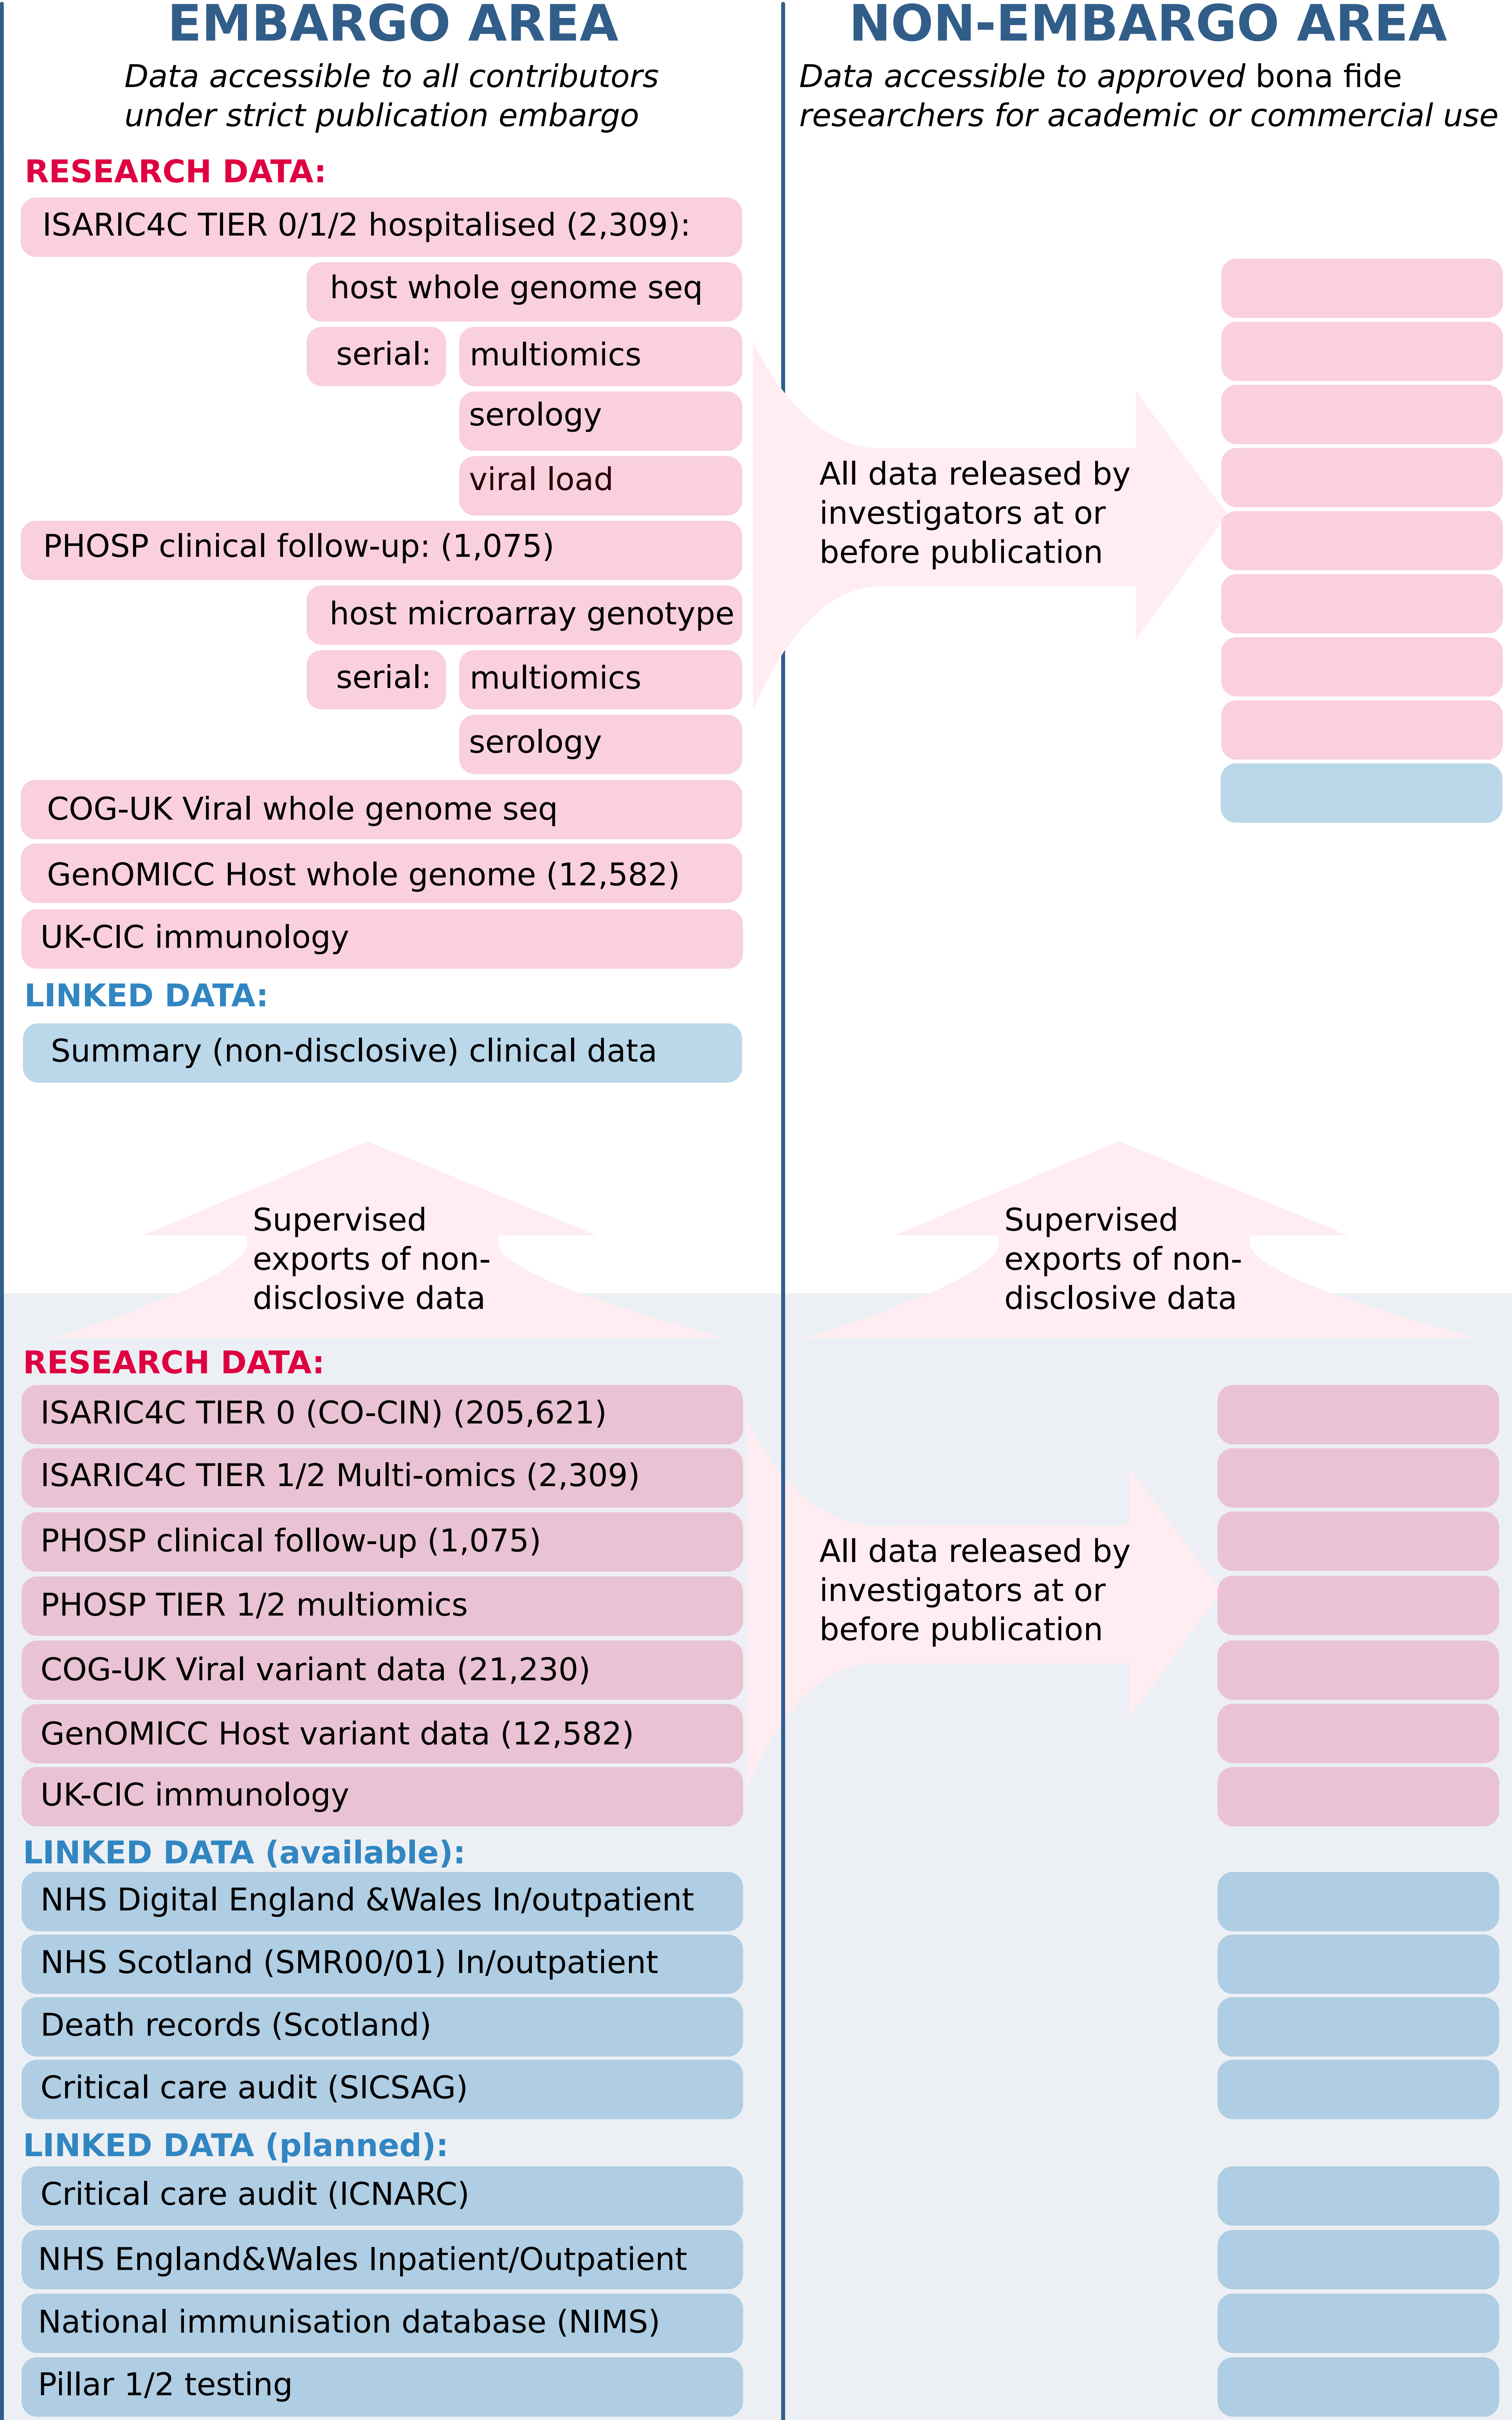 EMBARGO AREA
Data accessible to all contributors
under strict publication embargo
NON-EMBARGO AREA
Data accessible to approved bona fide
researchers for academic or commercial use
RESEARCH DATA:
ISARIC4C TIER 0/1/2 hospitalised (2,309):
host whole genome seq
serial: multiomics
serology
viral load
PHOSP clinical follow-up: (1,075)
host microarray genotype
serial: multiomics
serology
COG-UK Viral whole genome seq
GenOMICC Host whole genome (12,582)
UK-CIC immunology
LINKED DATA:
Summary (non-disclosive) clinical data
All data released by
investigators at or
before publication
Supervised
exports of non-
disclosive data
Supervised
exports of non-
disclosive data
RESEARCH DATA:
ISARIC4C TIER 0 (CO-CIN) (205,621)
ISARIC4C TIER 1/2 Multi-omics (2,309)
PHOSP clinical follow-up (1,075)
PHOSP TIER 1/2 multiomics
COG-UK Viral variant data (21,230)
GenOMICC Host variant data (12,582)
UK-CIC immunology
All data released by
investigators at or
before publication
LINKED DATA (available):
NHS Digital England &Wales In/outpatient
NHS Scotland (SMR00/01) In/outpatient
Death records (Scotland)
Critical care audit (SICSAG)
LINKED DATA (planned):
Critical care audit (ICNARC)
NHS England&Wales Inpatient/Outpatient
National immunisation database (NIMS)
Pillar 1/2 testing